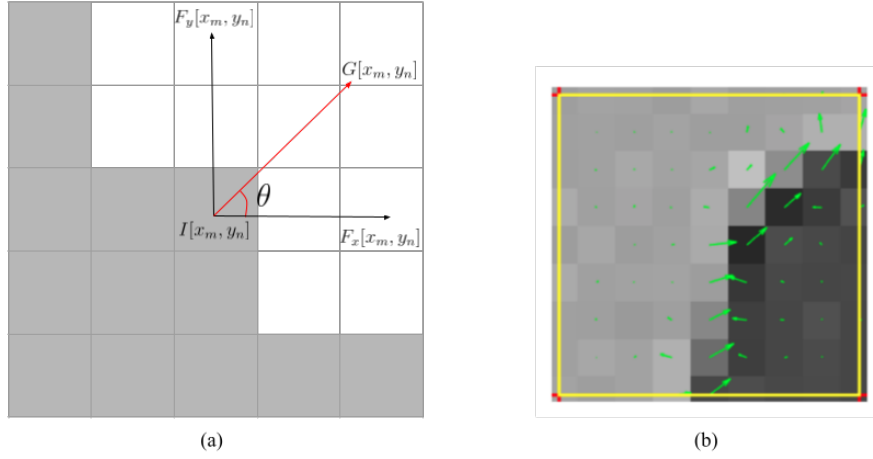 F_y[x_m, y_n]
G[x_m, y_n]
θ
I[x_m, y_n]
F_x[x_m, y_n]
(a)
(b)